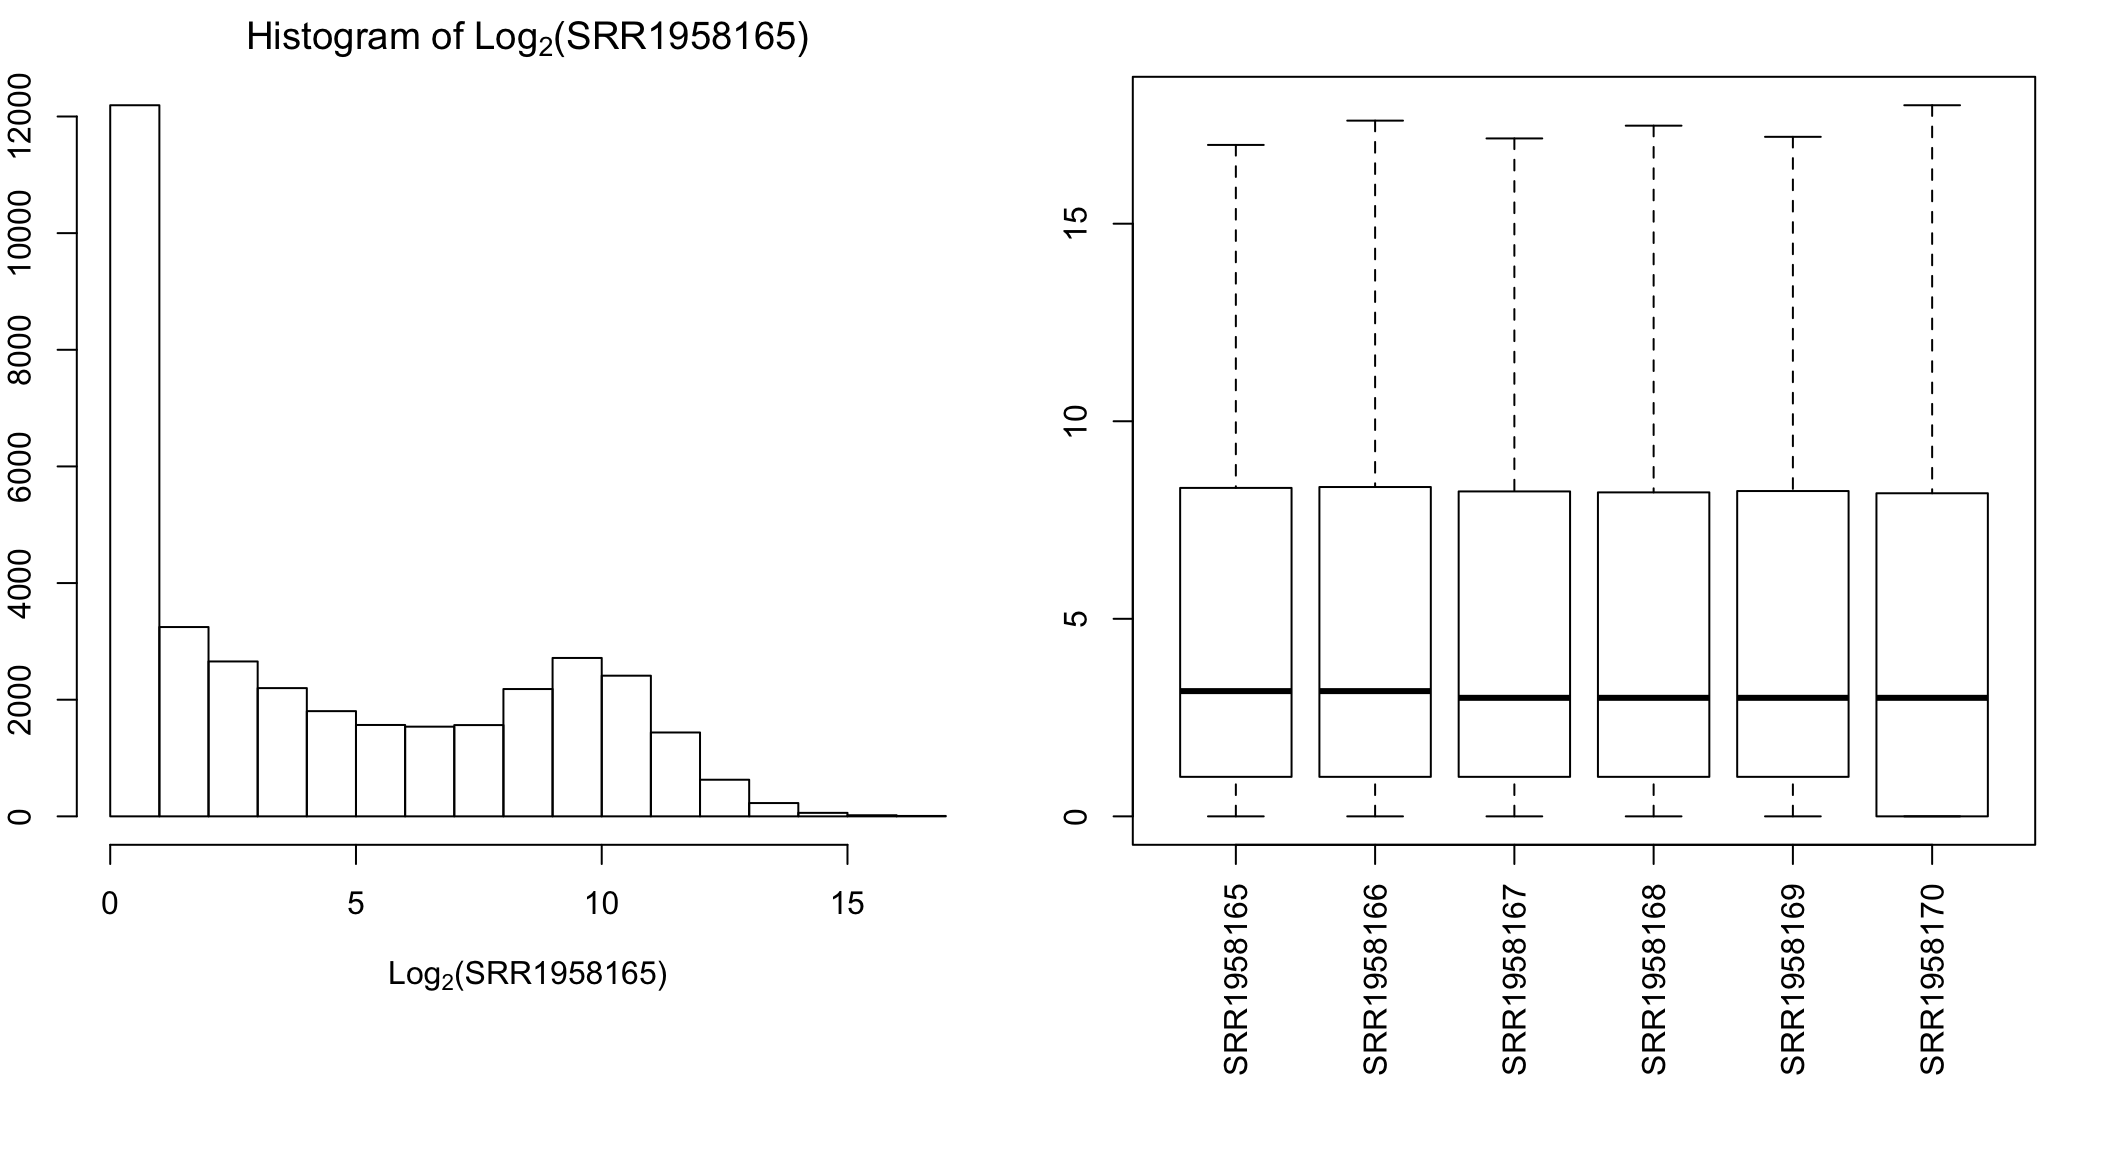 Histogram of Log₂(SRR1958165)
12000
10000
8000
6000
4000
2000
0
0 5 10 15
Log₂(SRR1958165)
15
10
5
0
SRR1958165
SRR1958166
SRR1958167
SRR1958168
SRR1958169
SRR1958170